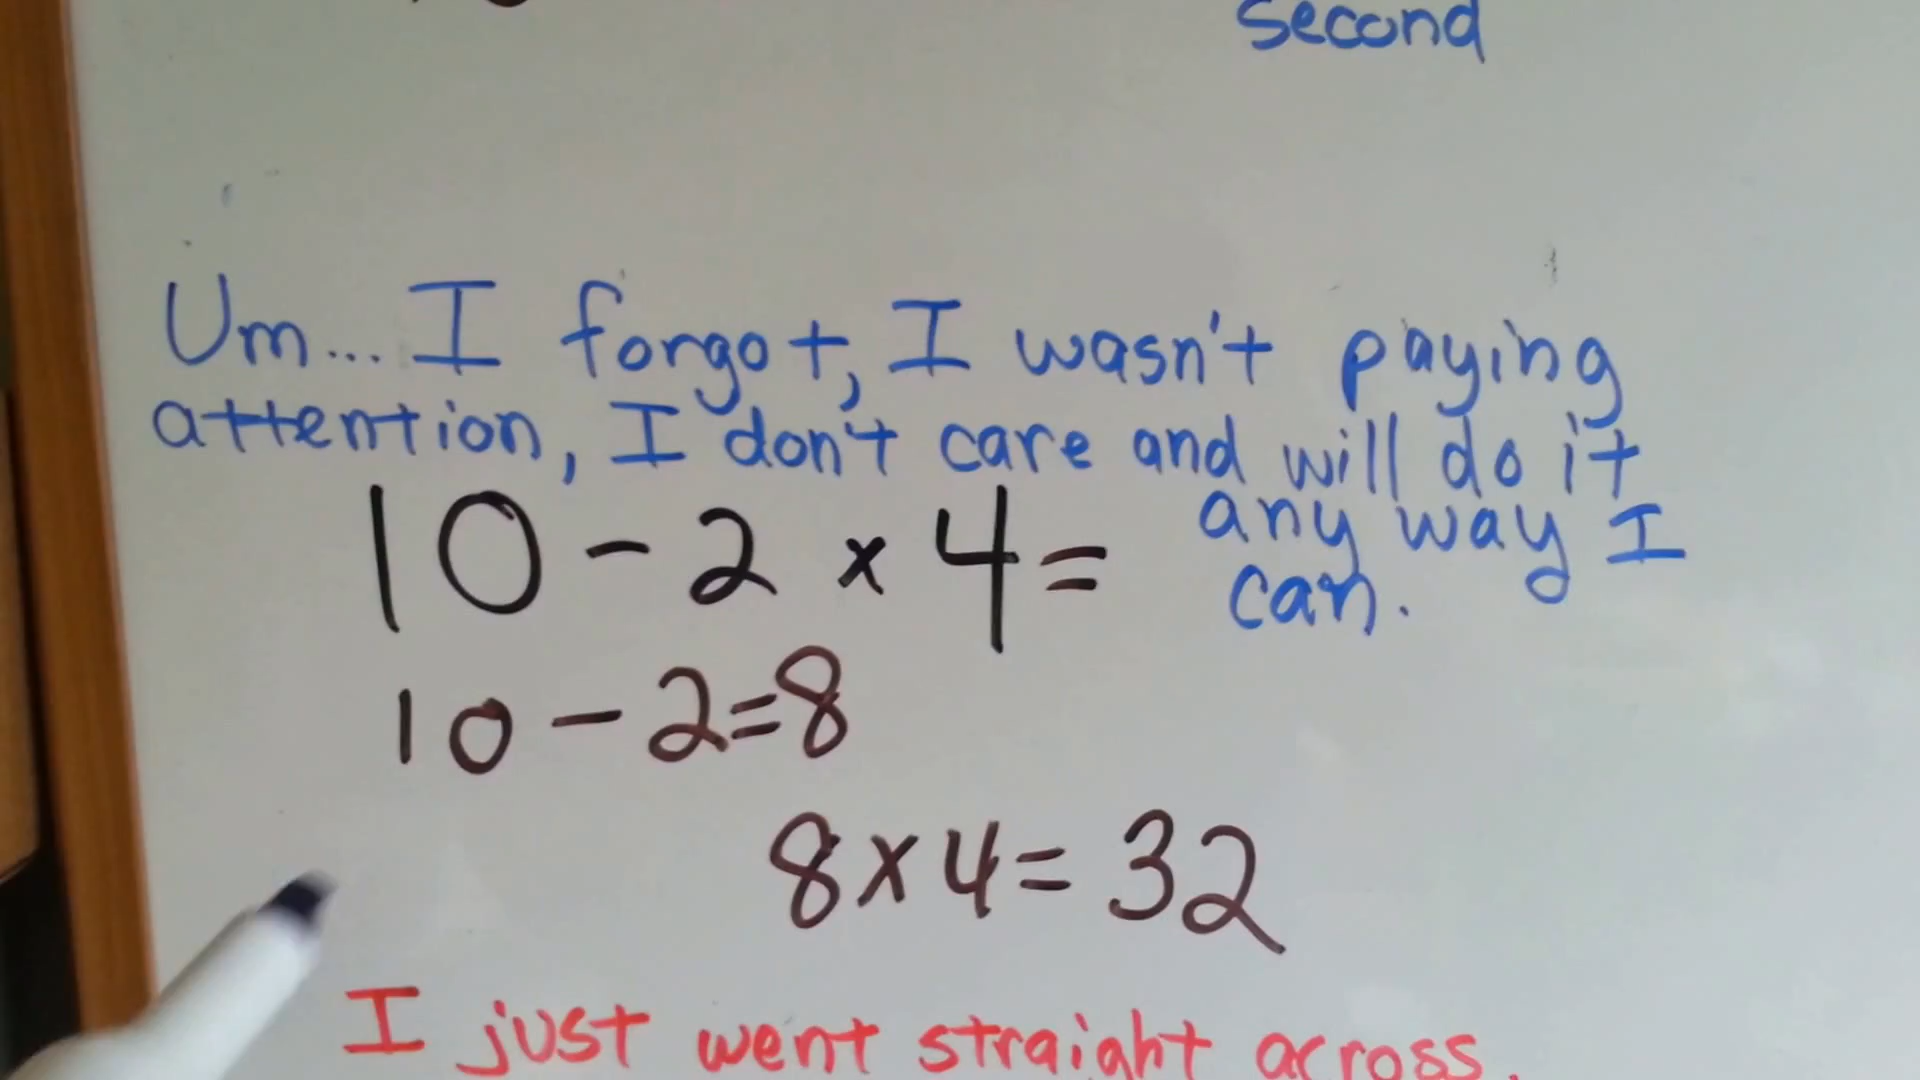 second
Um... I forgot, I wasn't paying
attention, I don't care and will do it
any way I
can.
10 - 2 x 4 =
10 - 2 = 8
8 x 4 = 32
I just went straight across.